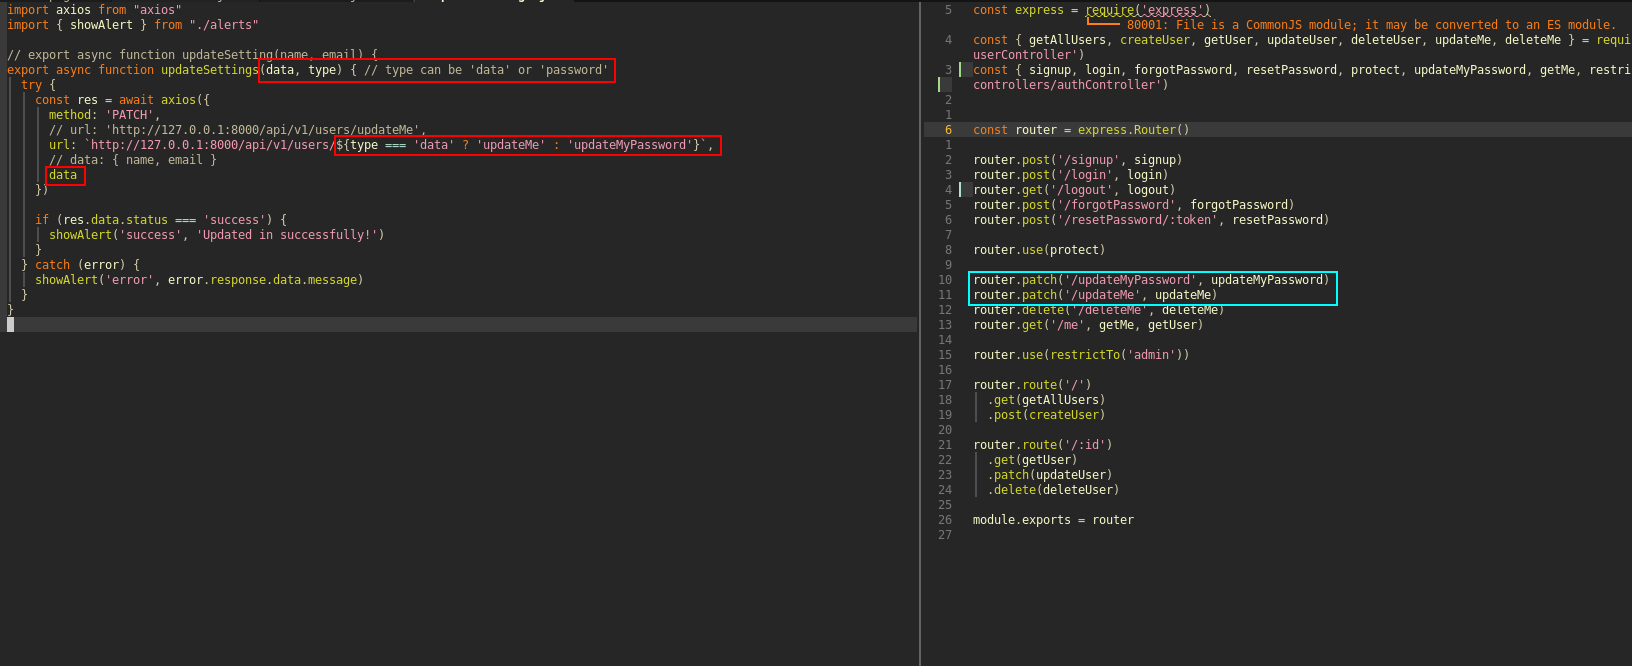 import axios from "axios"
import { showAlert } from "./alerts"
// export async function updateSetting(name, email) {
export async function updateSettings(data, type) { // type can be 'data' or 'password'
try {
const res = await axios({
method: 'PATCH',
// url: 'http://127.0.0.1:8000/api/v1/users/updateMe',
url: `http://127.0.0.1:8000/api/v1/users/${type === 'data' ? 'updateMe' : 'updateMyPassword'}`,
// data: { name, email }
data
})
if (res.data.status === 'success') {
showAlert('success', 'Updated in successfully!')
}
} catch (error) {
showAlert('error', error.response.data.message)
}
}
5 const express = require('express')
80001: File is a CommonJS module; it may be converted to an ES module.
4 const { getAllUsers, createUser, getUser, updateUser, deleteUser, updateMe, deleteMe } = requi
userController')
3 const { signup, login, forgotPassword, resetPassword, protect, updateMyPassword, getMe, restri
controllers/authController')
2
1
6 const router = express.Router()
1
2 router.post('/signup', signup)
3 router.post('/login', login)
4 router.get('/logout', logout)
5 router.post('/forgotPassword', forgotPassword)
6 router.post('/resetPassword/:token', resetPassword)
7
8 router.use(protect)
9
10 router.patch('/updateMyPassword', updateMyPassword)
11 router.patch('/updateMe', updateMe)
12 router.delete('/deleteMe', deleteMe)
13 router.get('/me', getMe, getUser)
14
15 router.use(restrictTo('admin'))
16
17 router.route('/')
18 .get(getAllUsers)
19 .post(createUser)
20
21 router.route('/:id')
22 .get(getUser)
23 .patch(updateUser)
24 .delete(deleteUser)
25
26 module.exports = router
27